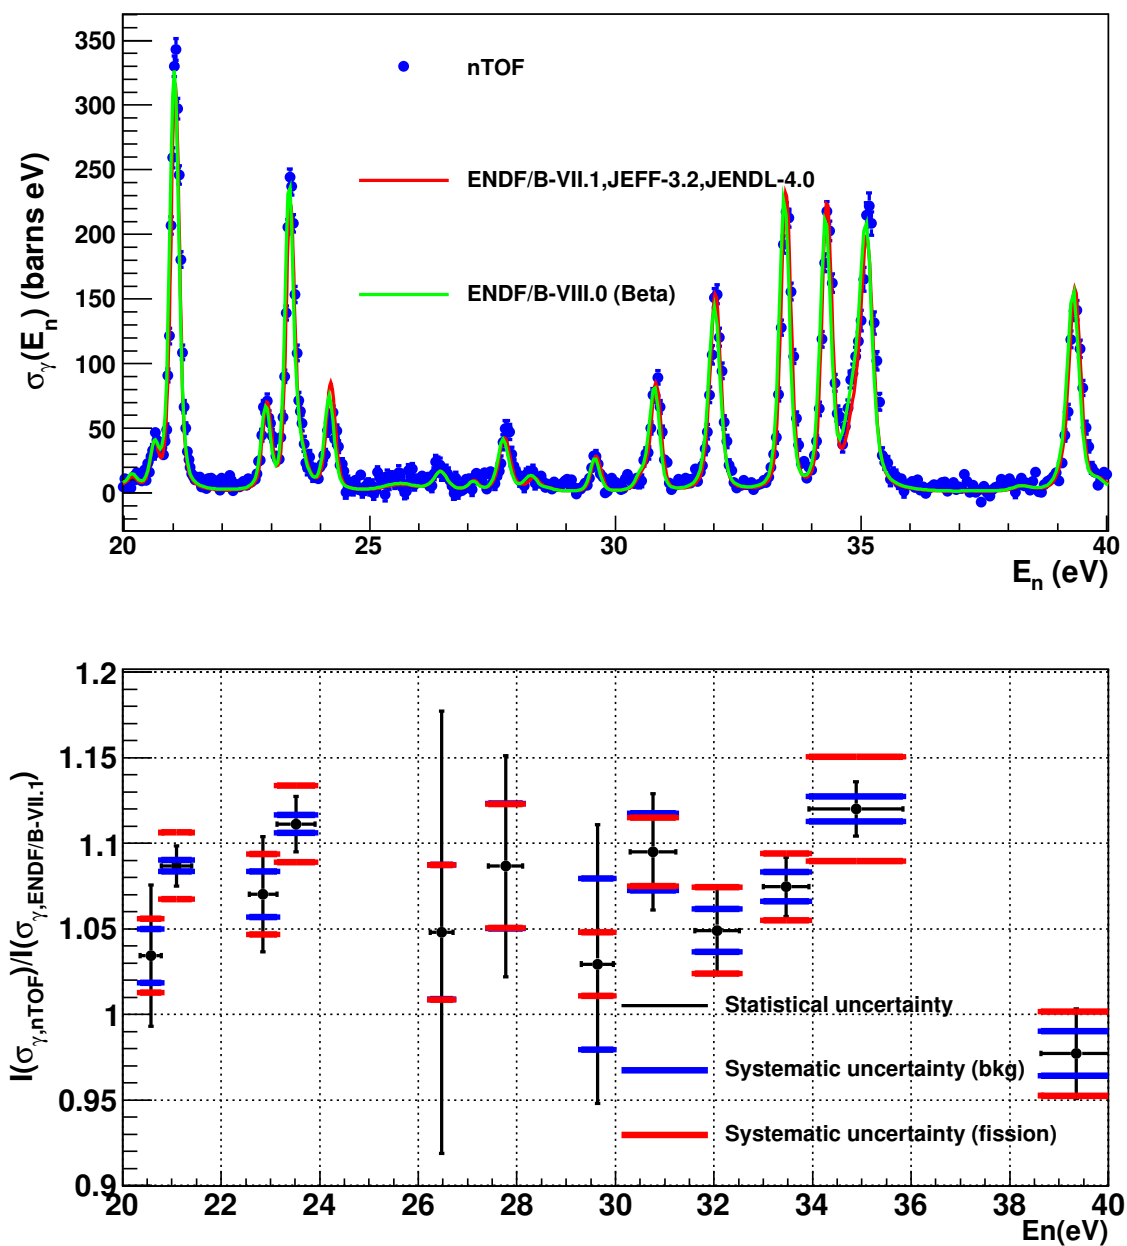 350
300
250
200
150
100
50
0
σγ(En) (barns eV)
nTOF
ENDF/B-VII.1,JEFF-3.2,JENDL-4.0
ENDF/B-VIII.0 (Beta)
20 25 30 35 40
En (eV)
1.2
1.15
1.1
1.05
1
0.95
0.9
I(σγ,nTOF)/I(σγ,ENDF/B-VII.1)
Statistical uncertainty
Systematic uncertainty (bkg)
Systematic uncertainty (fission)
20 22 24 26 28 30 32 34 36 38 40
En(eV)